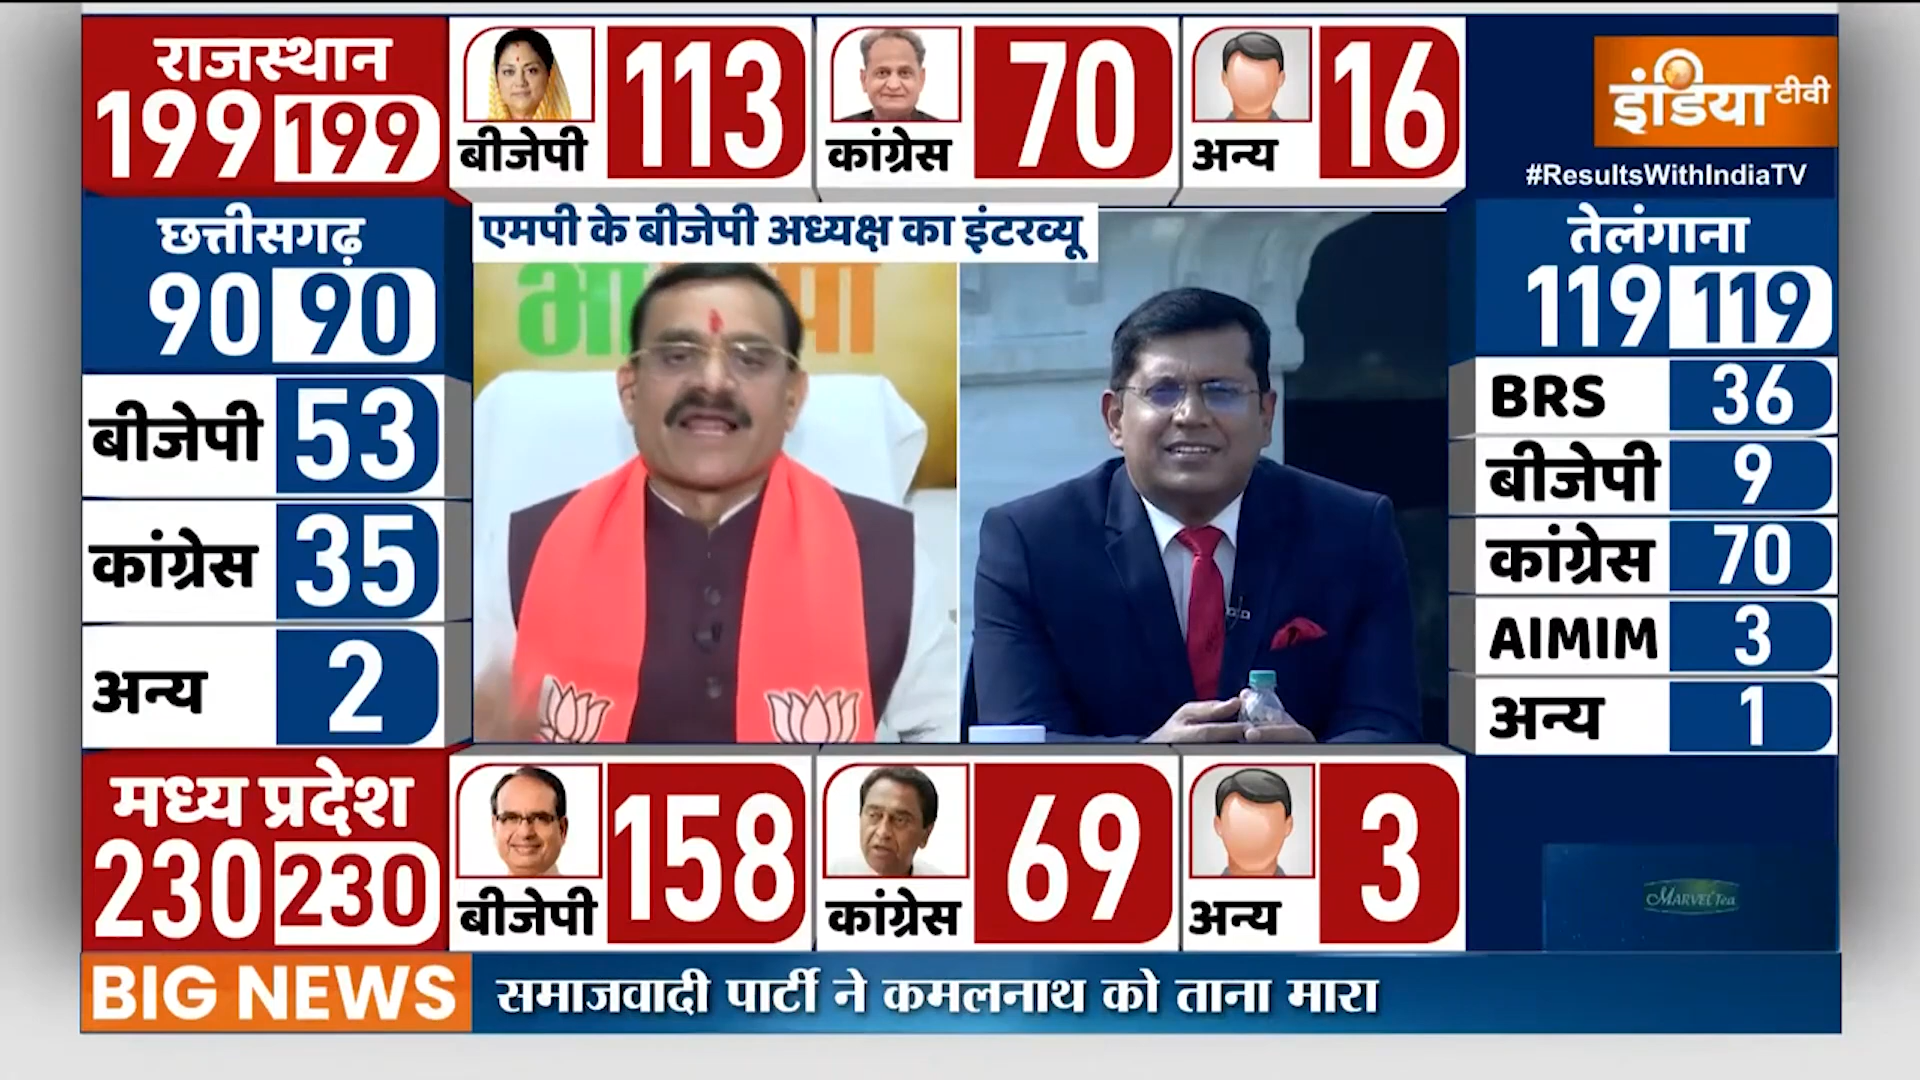 राजस्थान
199 199
बीजेपी 113
कांग्रेस 70
अन्य 16
इंडिया टीवी
#ResultsWithIndiaTV
छत्तीसगढ़
90 90
बीजेपी 53
कांग्रेस 35
अन्य 2
एमपी के बीजेपी अध्यक्ष का इंटरव्यू
तेलंगाना
119 119
BRS 36
बीजेपी 9
कांग्रेस 70
AIMIM 3
अन्य 1
मध्य प्रदेश
230 230
बीजेपी 158
कांग्रेस 69
अन्य 3
MARVEL Tea
BIG NEWS
समाजवादी पार्टी ने कमलनाथ को ताना मारा